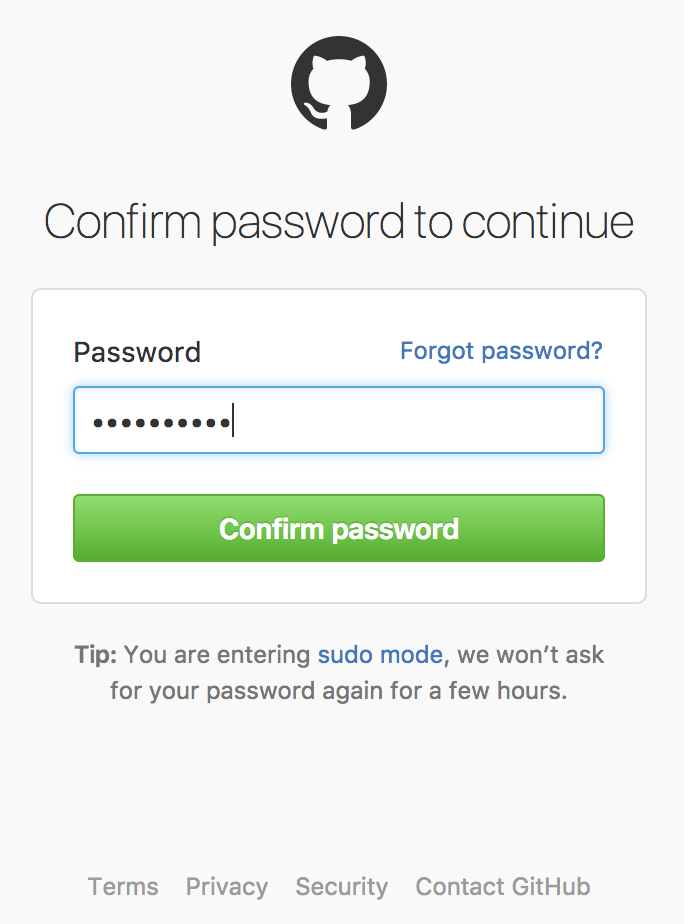 Confirm password to continue
Password Forgot password?
••••••••••
Confirm password
Tip: You are entering sudo mode, we won’t ask
for your password again for a few hours.
Terms Privacy Security Contact GitHub